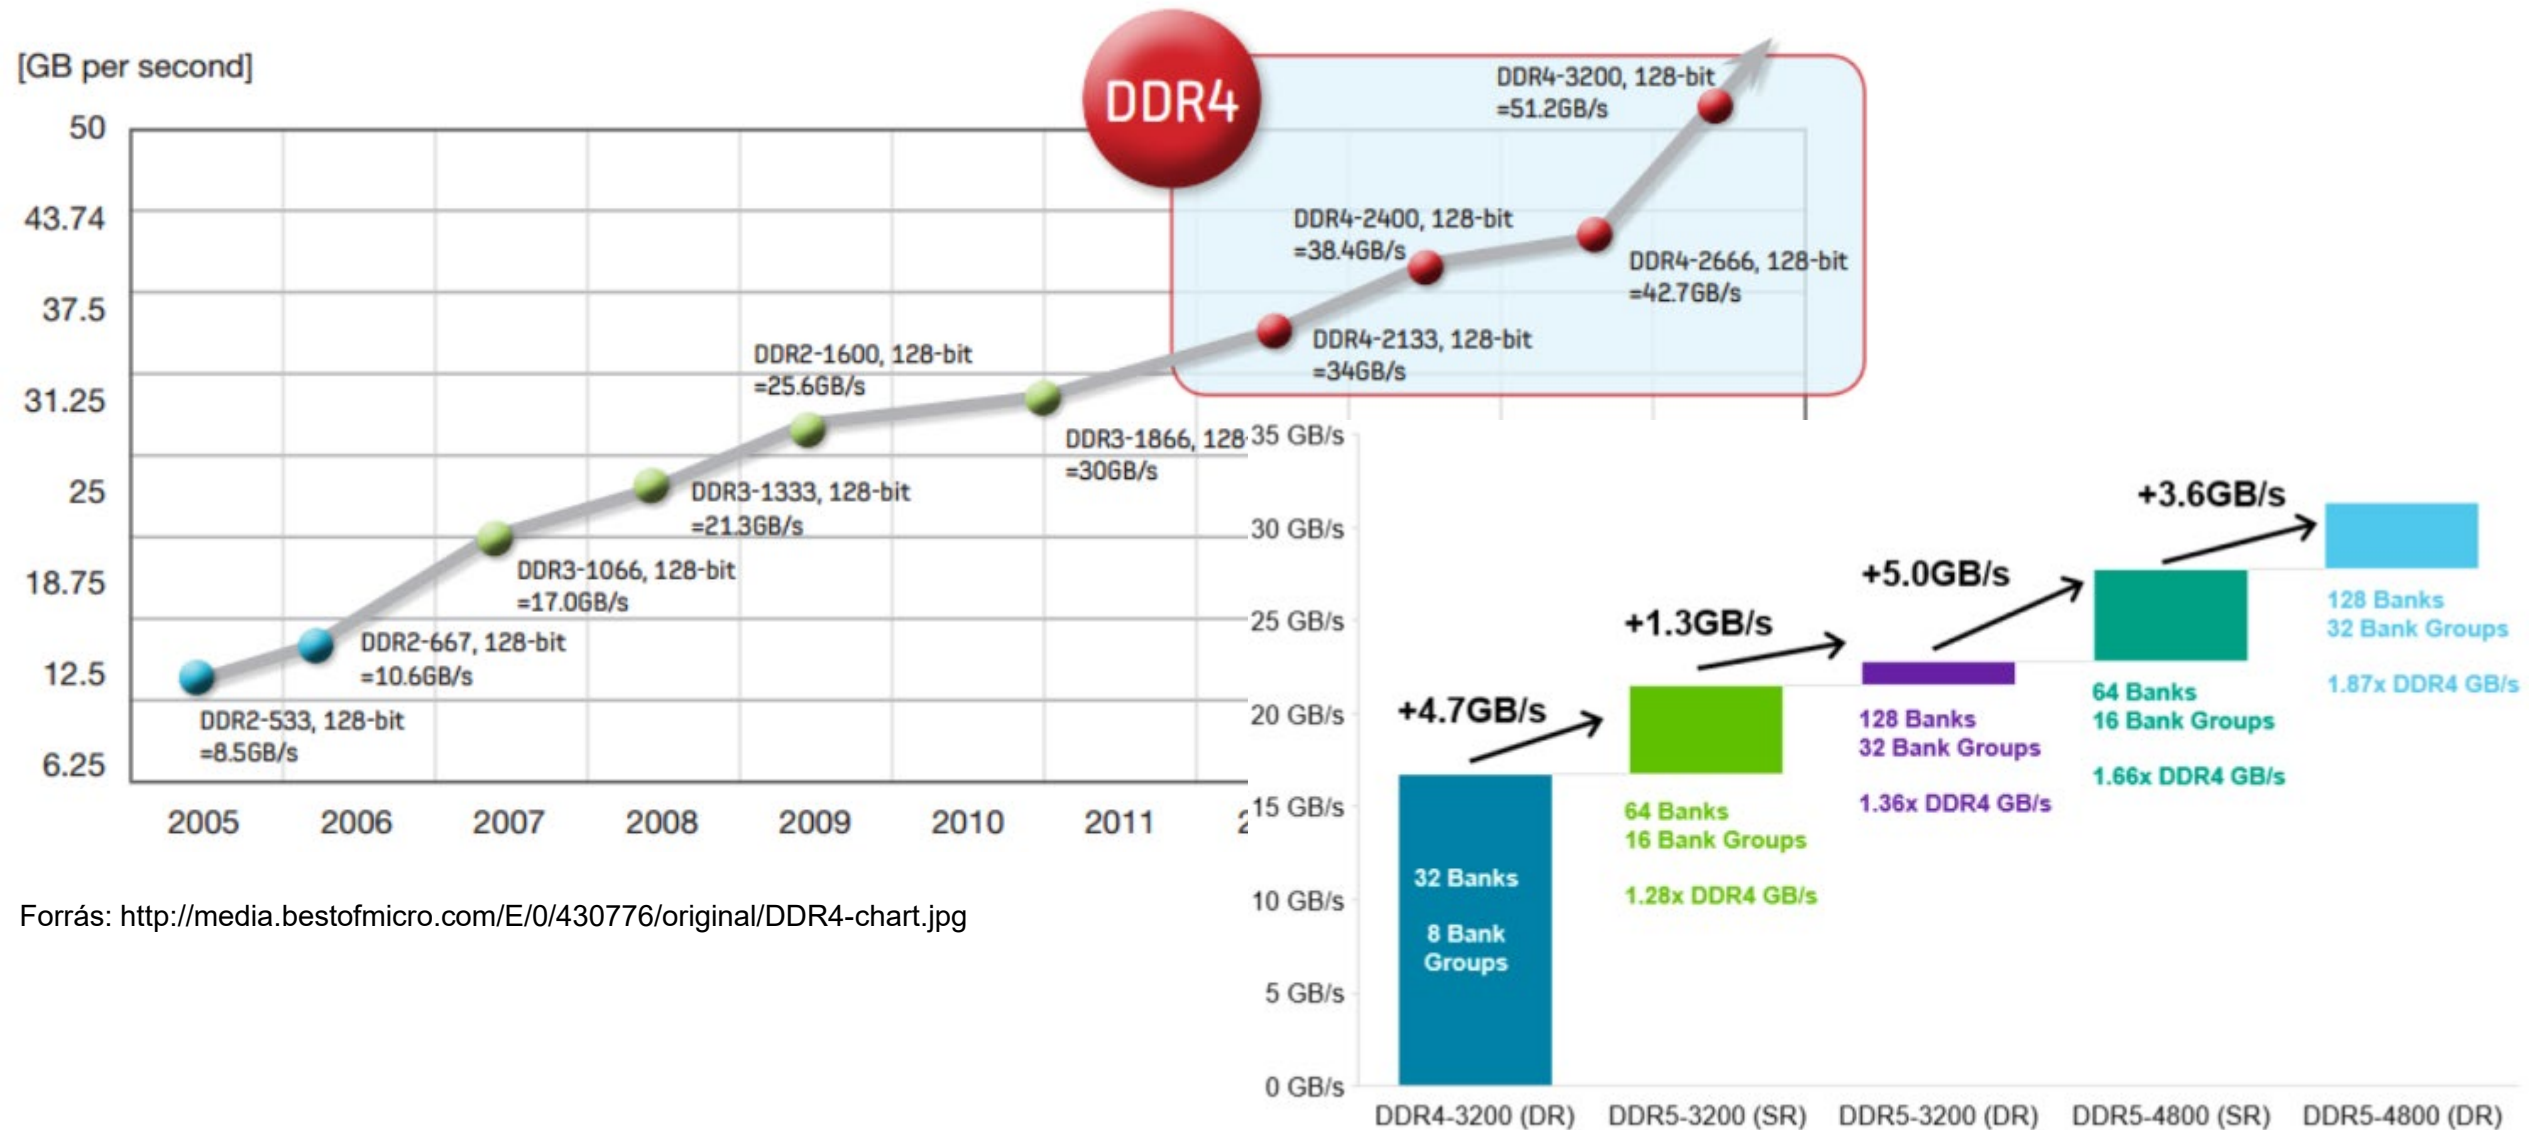 [GB per second]
50
43.74
37.5
31.25
25
18.75
12.5
6.25
DDR4
DDR4-3200, 128-bit
=51.2GB/s
DDR4-2400, 128-bit
=38.4GB/s
DDR4-2666, 128-bit
=42.7GB/s
DDR4-2133, 128-bit
=34GB/s
DDR2-1600, 128-bit
=25.6GB/s
DDR3-1866, 128-
=30GB/s
DDR3-1333, 128-bit
=21.3GB/s
DDR3-1066, 128-bit
=17.0GB/s
DDR2-667, 128-bit
=10.6GB/s
DDR2-533, 128-bit
=8.5GB/s
2005 2006 2007 2008 2009 2010 2011 2
Forrás: http://media.bestofmicro.com/E/0/430776/original/DDR4-chart.jpg
35 GB/s
30 GB/s
25 GB/s
20 GB/s
15 GB/s
10 GB/s
5 GB/s
0 GB/s
+4.7GB/s
+1.3GB/s
+5.0GB/s
+3.6GB/s
32 Banks
8 Bank
Groups
64 Banks
16 Bank Groups
1.28x DDR4 GB/s
128 Banks
32 Bank Groups
1.36x DDR4 GB/s
64 Banks
16 Bank Groups
1.66x DDR4 GB/s
128 Banks
32 Bank Groups
1.87x DDR4 GB/s
DDR4-3200 (DR) DDR5-3200 (SR) DDR5-3200 (DR) DDR5-4800 (SR) DDR5-4800 (DR)